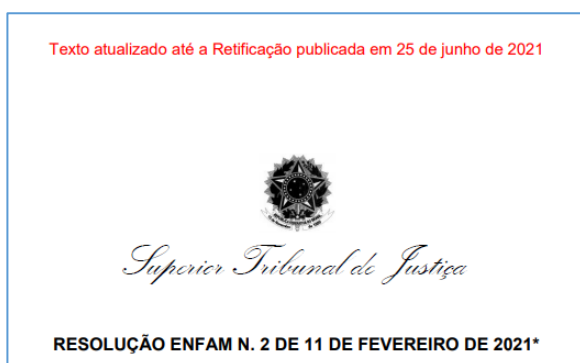 Texto atualizado até a Retificação publicada em 25 de junho de 2021
Superior Tribunal de Justiça
RESOLUÇÃO ENFAM N. 2 DE 11 DE FEVEREIRO DE 2021*